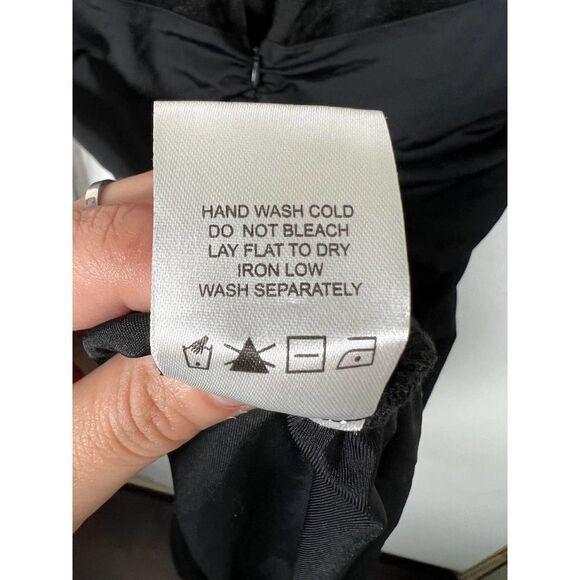 HAND WASH COLD
DO NOT BLEACH
LAY FLAT TO DRY
IRON LOW
WASH SEPARATELY